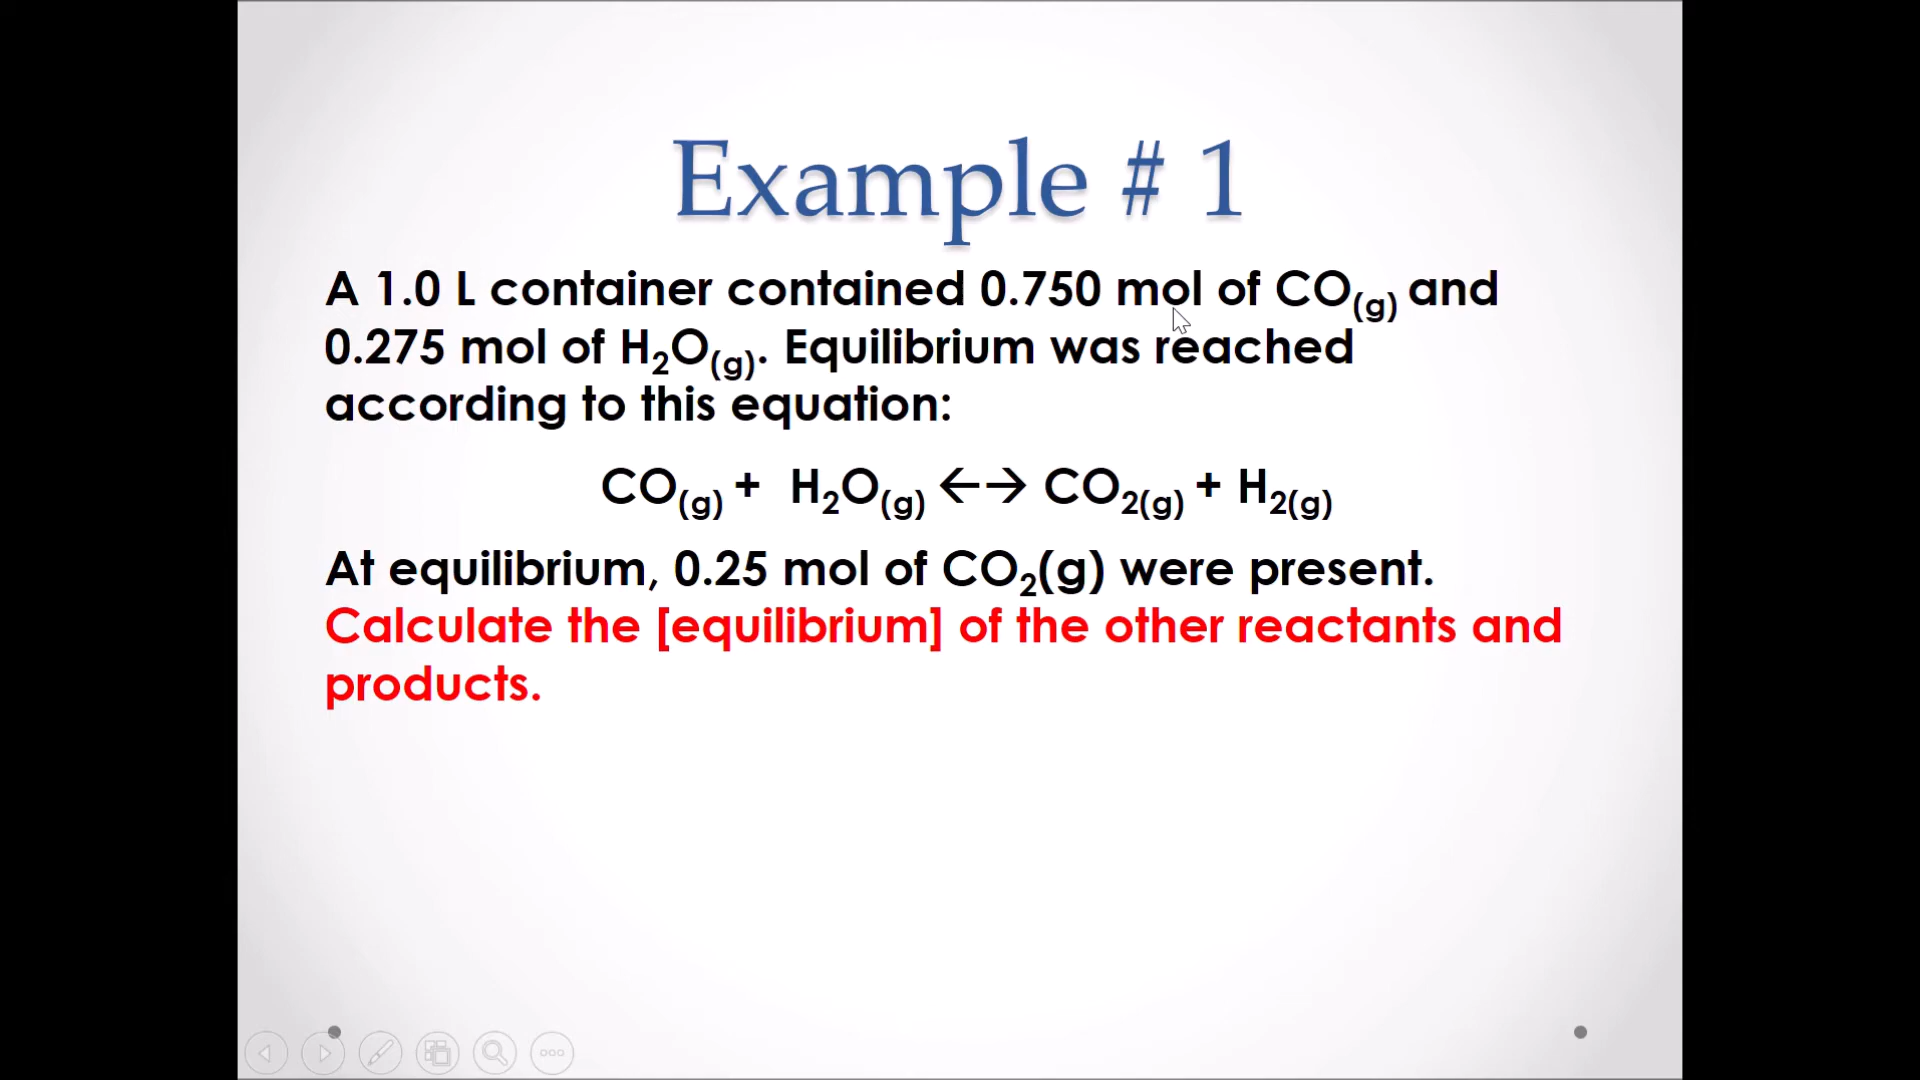 Example # 1
A 1.0 L container contained 0.750 mol of CO(g) and
0.275 mol of H2O(g). Equilibrium was reached
according to this equation:
CO(g) + H2O(g) ←→ CO2(g) + H2(g)
At equilibrium, 0.25 mol of CO2(g) were present.
Calculate the [equilibrium] of the other reactants and
products.